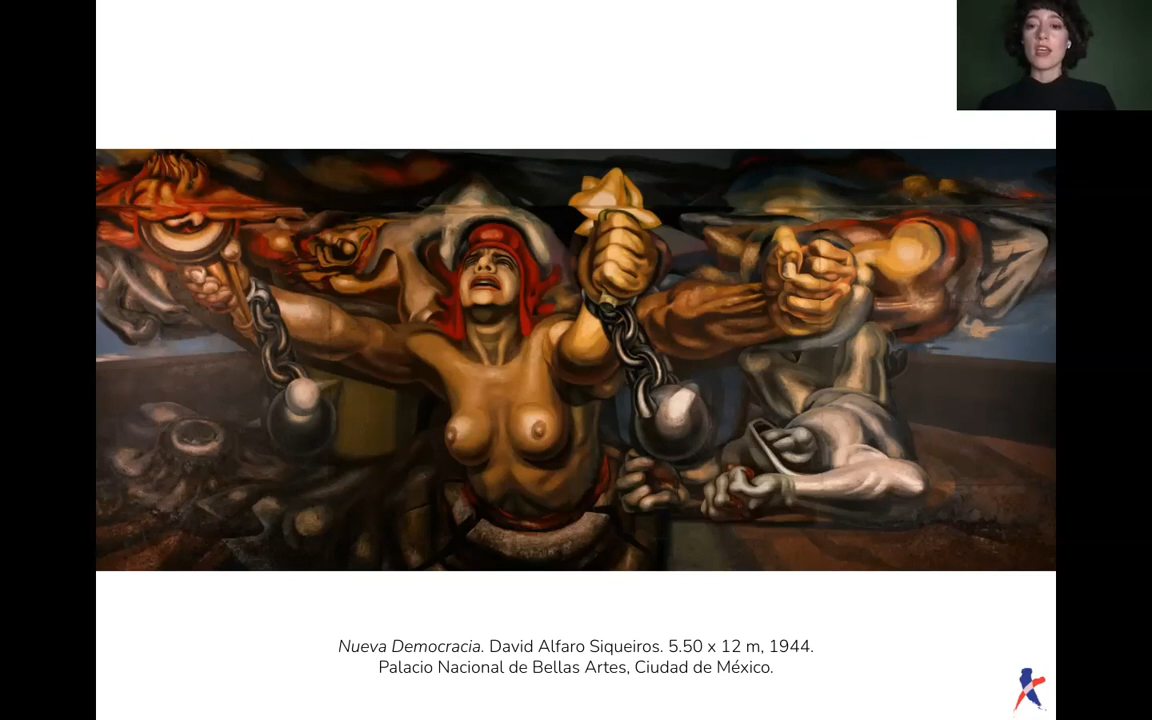 Nueva Democracia. David Alfaro Siqueiros. 5.50 x 12 m, 1944.
Palacio Nacional de Bellas Artes, Ciudad de México.